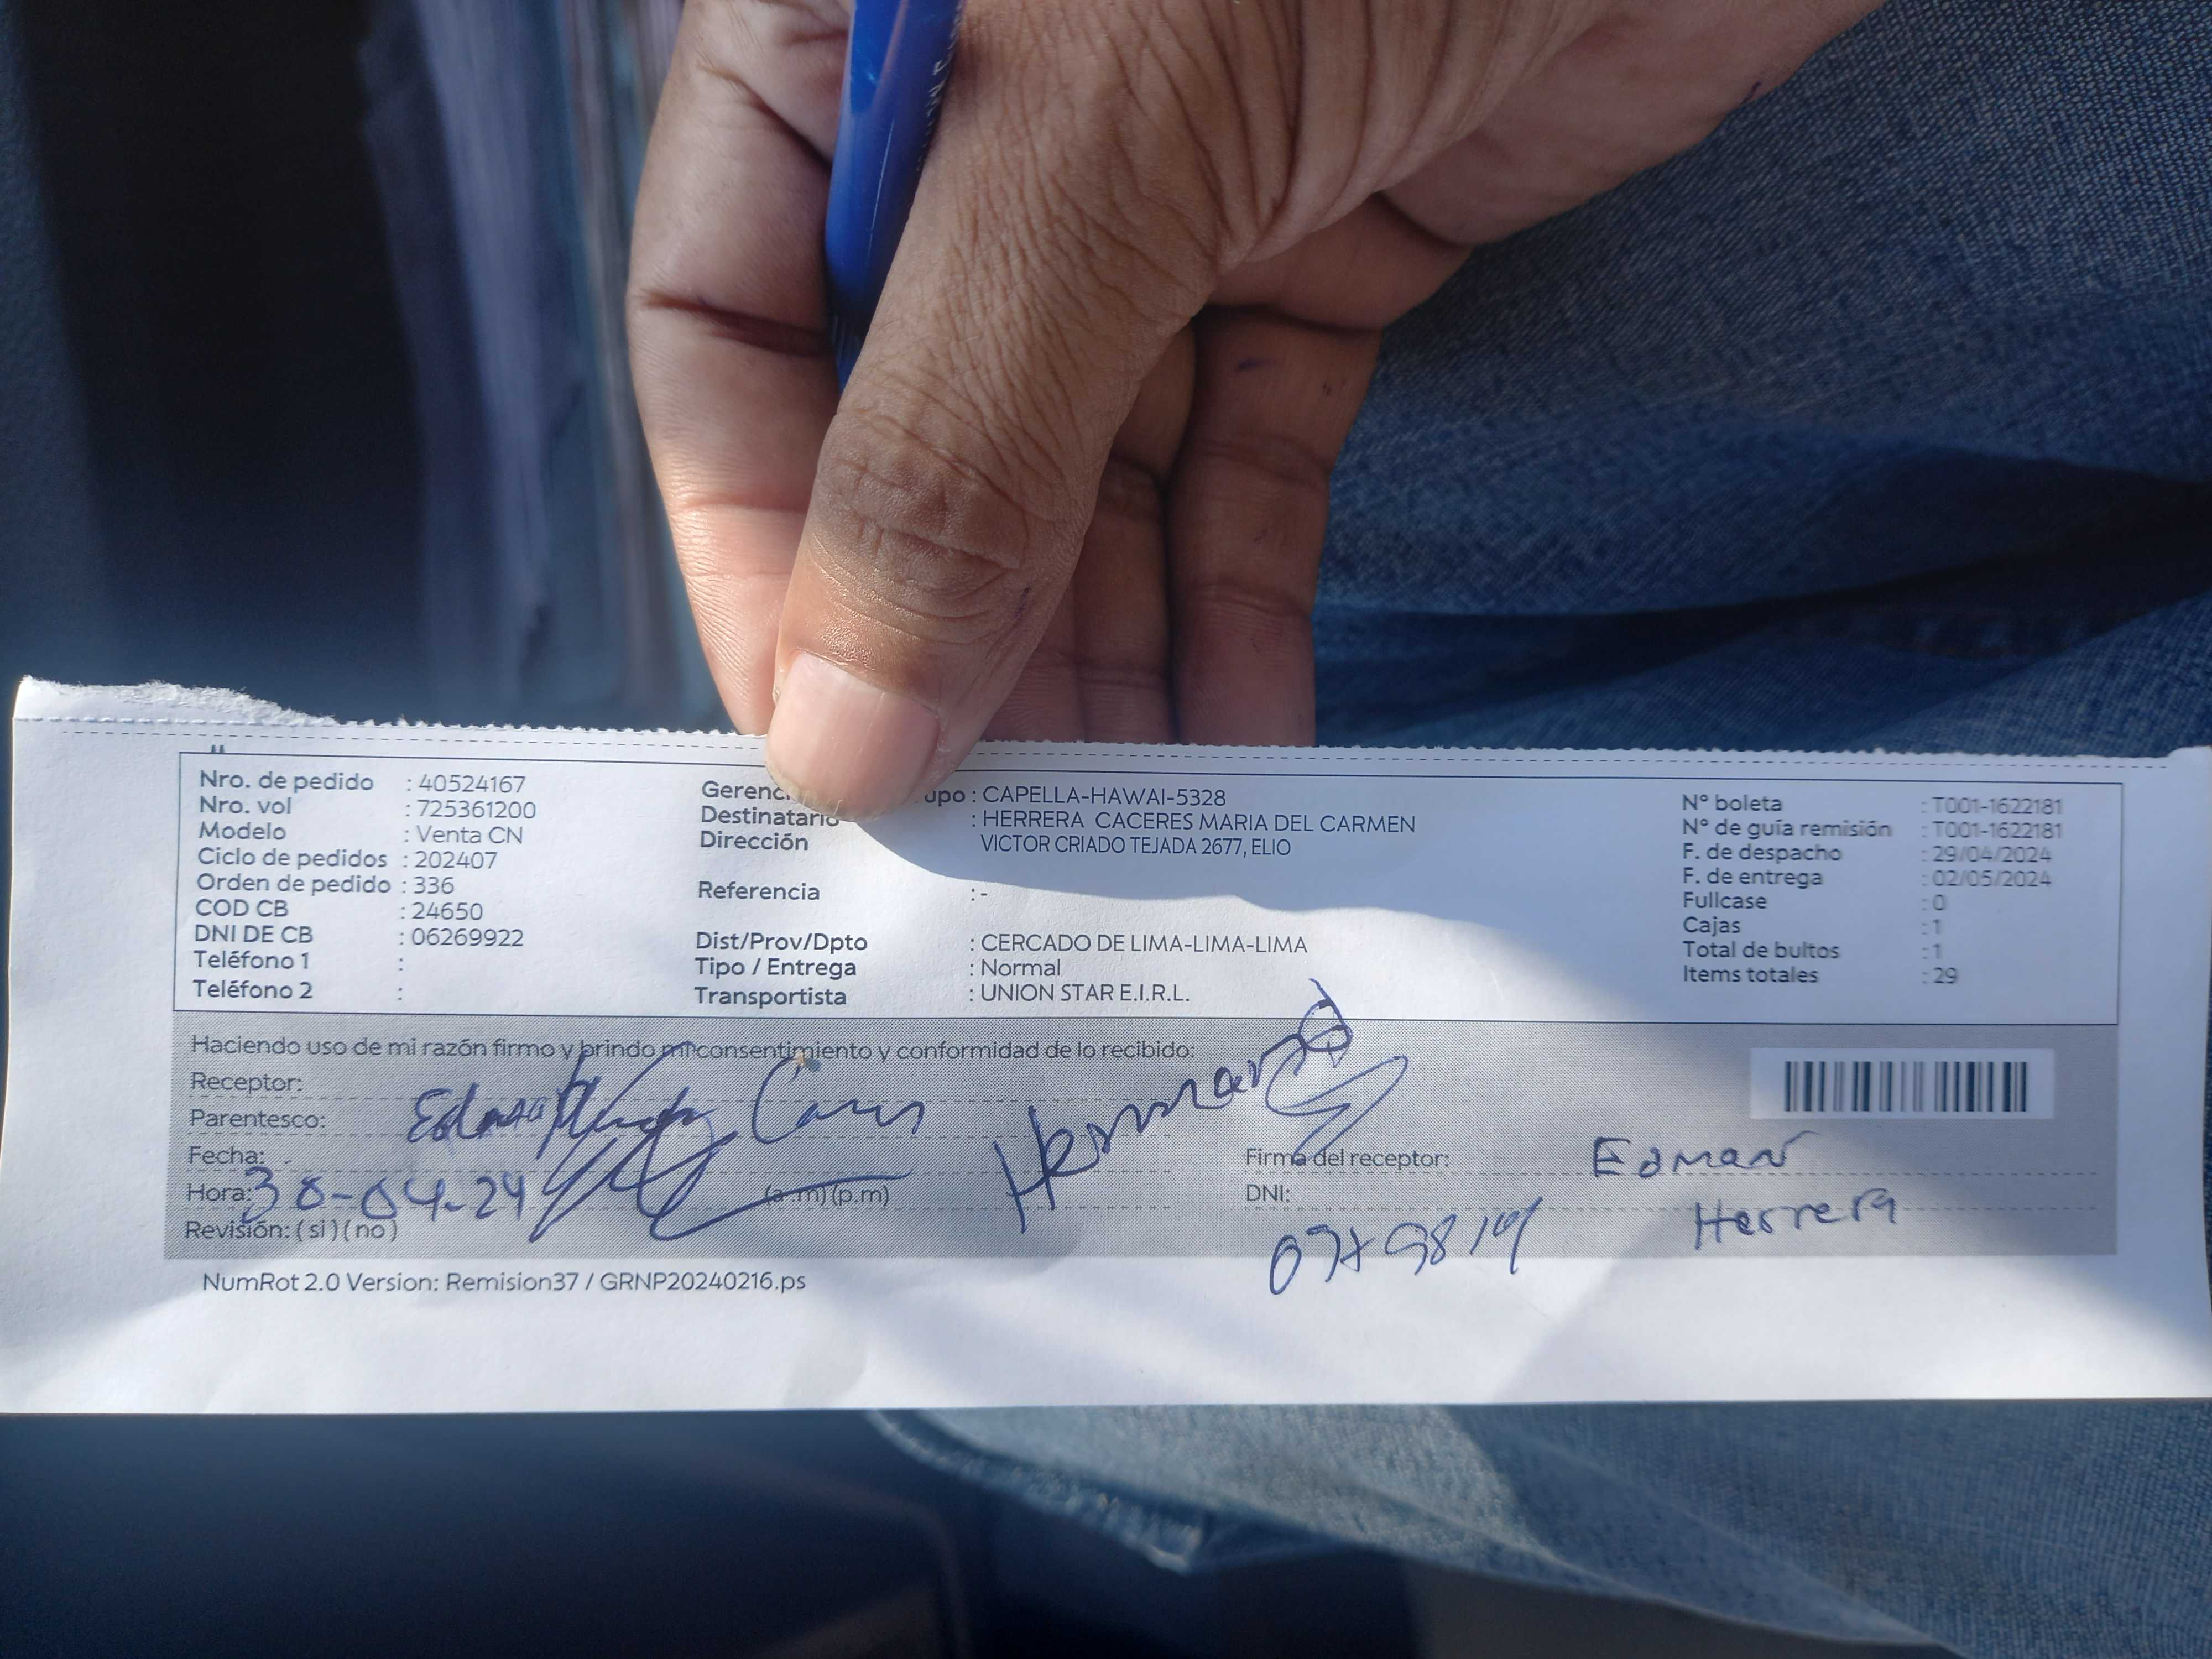 Nro. de pedido : 40524167
Nro. vol : 725361200
Modelo : Venta CN
Ciclo de pedidos : 202407
Orden de pedido : 336
COD CB : 24650
DNI DE CB : 06269922
Teléfono 1 :
Teléfono 2 :
: CAPELLA-HAWAI-5328
Destinatario : HERRERA CACERES MARIA DEL CARMEN
Dirección VICTOR CRIADO TEJADA 2677, ELIO
Referencia : -
Dist/Prov/Dpto : CERCADO DE LIMA-LIMA-LIMA
Tipo / Entrega : Normal
Transportista : UNION STAR E.I.R.L.
N° boleta : T001-1622181
N° de guía remisión : T001-1622181
F. de despacho : 29/04/2024
F. de entrega : 02/05/2024
Fullcase : 0
Cajas : 1
Total de bultos : 1
Items totales : 29
Haciendo uso de mi razón firmo y brindo mi consentimiento y conformidad de lo recibido:
Receptor:
Parentesco:
Hermano
Fecha:
Hora: 30-04-24 (a.m)(p.m)
Revisión: ( si ) ( no )
Firma del receptor: Edman
DNI: Herrera
NumRot 2.0 Version: Remision37 / GRNP20240216.ps